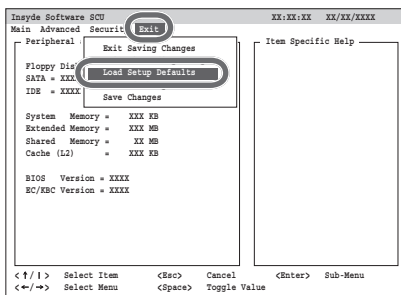 Insyde Software SCU XX:XX:XX XX/XX/XXXX
Main Advanced Securit Exit
Peripheral Item Specific Help
Exit Saving Changes
Floppy Dis
Load Setup Defaults
SATA = XXX
IDE = XXXX
Save Changes
System Memory = XXX KB
Extended Memory = XXX MB
Shared Memory = XX MB
Cache (L2) = XXX KB
BIOS Version = XXXX
EC/KBC Version = XXXX
<↑/↓> Select Item <Esc> Cancel <Enter> Sub-Menu
<←/→> Select Menu <Space> Toggle Value